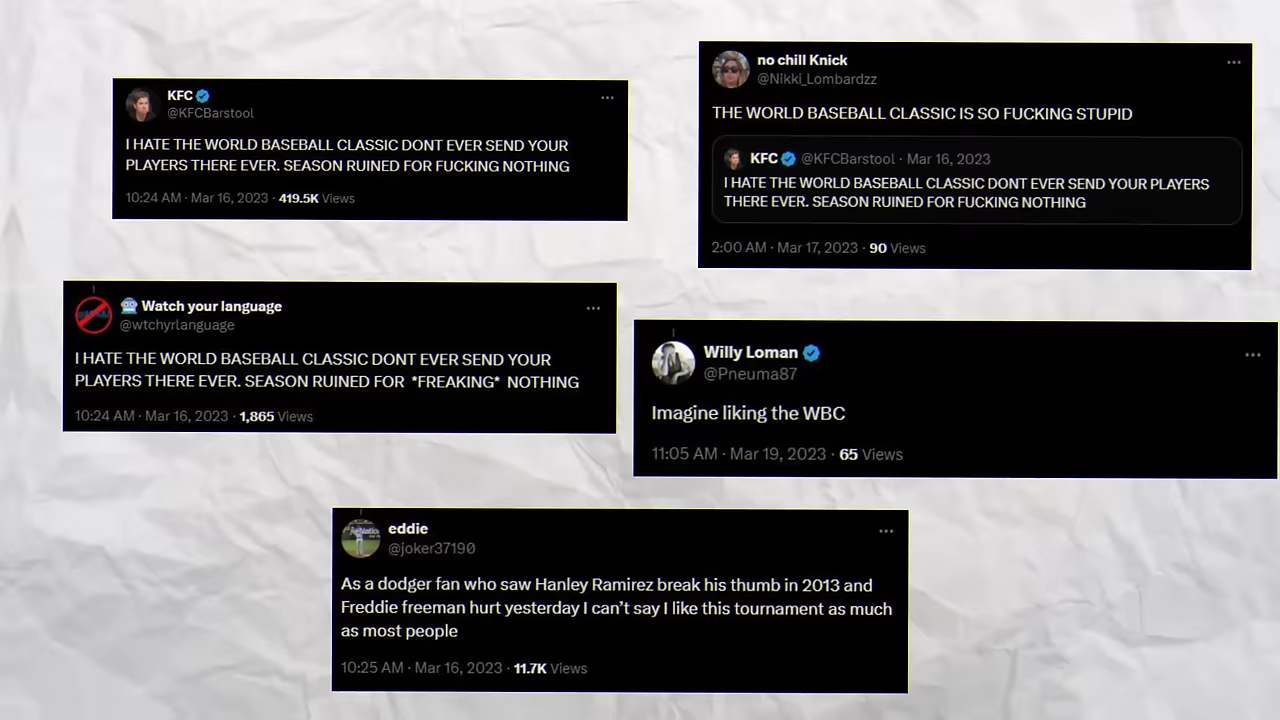 KFC
@KFCBarstool
I HATE THE WORLD BASEBALL CLASSIC DONT EVER SEND YOUR
PLAYERS THERE EVER. SEASON RUINED FOR FUCKING NOTHING
10:24 AM · Mar 16, 2023 · 419.5K Views
no chill Knick
@Nikki_Lombardzz
THE WORLD BASEBALL CLASSIC IS SO FUCKING STUPID
KFC @KFCBarstool · Mar 16, 2023
I HATE THE WORLD BASEBALL CLASSIC DONT EVER SEND YOUR PLAYERS
THERE EVER. SEASON RUINED FOR FUCKING NOTHING
2:00 AM · Mar 17, 2023 · 90 Views
Watch your language
@wtchyrlanguage
I HATE THE WORLD BASEBALL CLASSIC DONT EVER SEND YOUR
PLAYERS THERE EVER. SEASON RUINED FOR *FREAKING* NOTHING
10:24 AM · Mar 16, 2023 · 1,865 Views
Willy Loman
@Pneuma87
Imagine liking the WBC
11:05 AM · Mar 19, 2023 · 65 Views
eddie
@joker37190
As a dodger fan who saw Hanley Ramirez break his thumb in 2013 and
Freddie freeman hurt yesterday I can't say I like this tournament as much
as most people
10:25 AM · Mar 16, 2023 · 11.7K Views